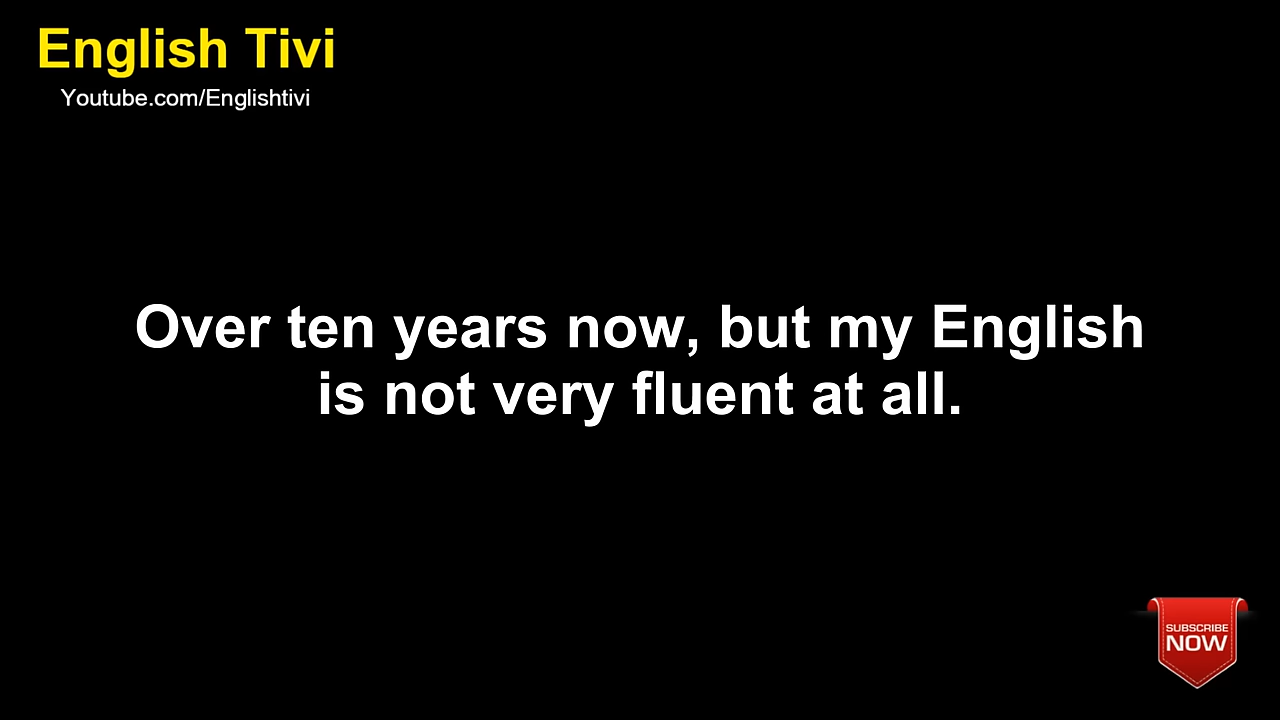 English Tivi
Youtube.com/Englishtivi
Over ten years now, but my English
is not very fluent at all.
SUBSCRIBE
NOW